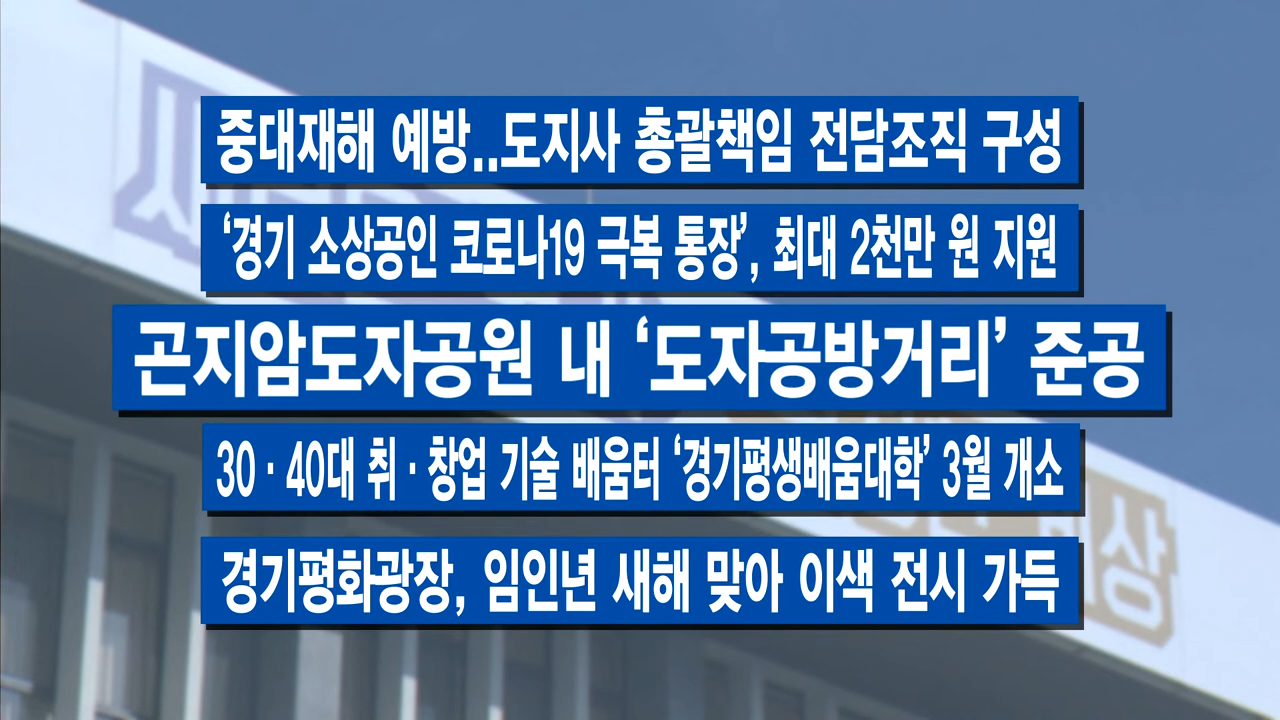 중대재해 예방..도지사 총괄책임 전담조직 구성
‘경기 소상공인 코로나19 극복 통장’, 최대 2천만 원 지원
곤지암도자공원 내 ‘도자공방거리’ 준공
30·40대 취·창업 기술 배움터 ‘경기평생배움대학’ 3월 개소
경기평화광장, 임인년 새해 맞아 이색 전시 가득